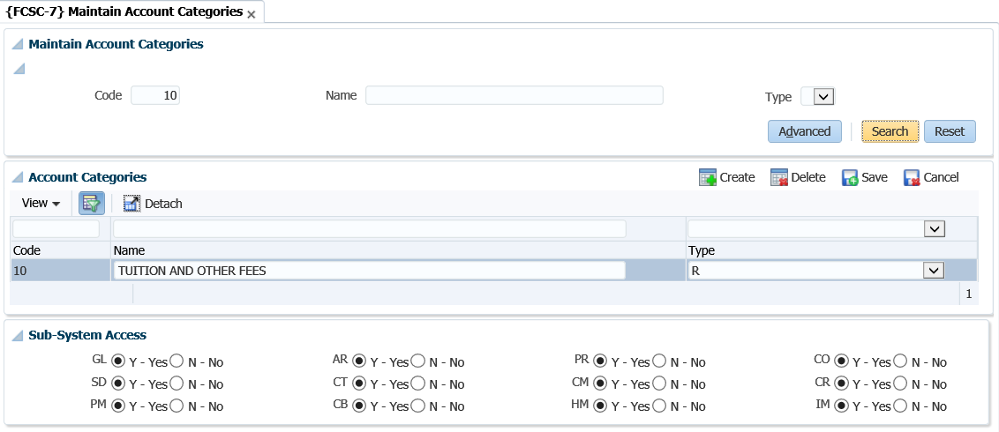 {FCSC-7} Maintain Account Categories
Maintain Account Categories
Code 10 Name Type
Advanced Search Reset
Account Categories Create Delete Save Cancel
View Detach
Code Name Type
10 TUITION AND OTHER FEES R
1
Sub-System Access
GL Y - Yes N - No AR Y - Yes N - No PR Y - Yes N - No CO Y - Yes N - No
SD Y - Yes N - No CT Y - Yes N - No CM Y - Yes N - No CR Y - Yes N - No
PM Y - Yes N - No CB Y - Yes N - No HM Y - Yes N - No IM Y - Yes N - No